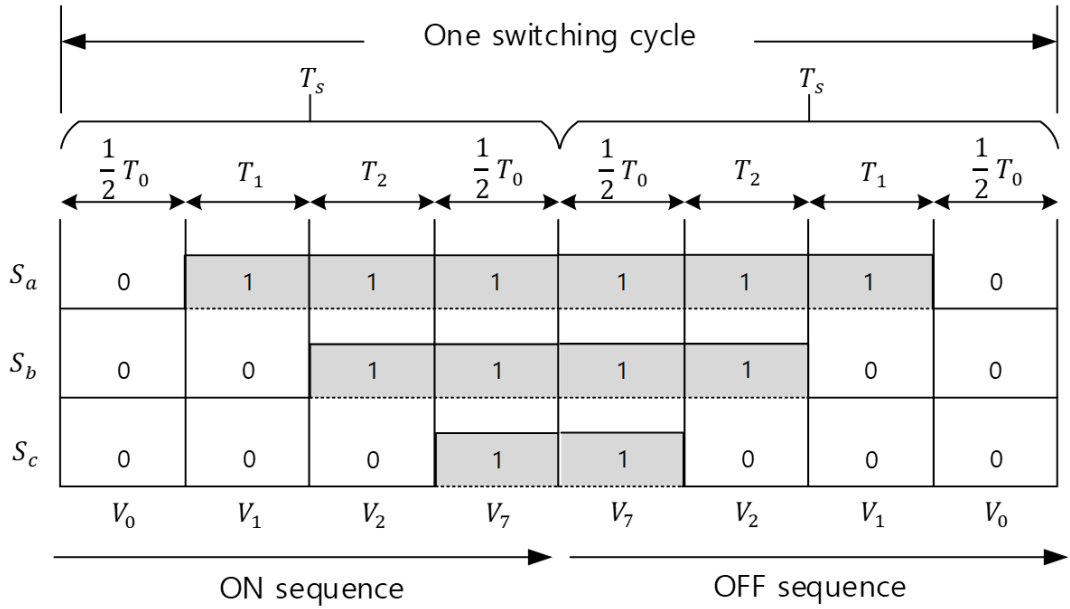 One switching cycle
T_s T_s
1/2 T_0 T_1 T_2 1/2 T_0 1/2 T_0 T_2 T_1 1/2 T_0
S_a 0 1 1 1 1 1 1 0
S_b 0 0 1 1 1 1 0 0
S_c 0 0 0 1 1 0 0 0
V_0 V_1 V_2 V_7 V_7 V_2 V_1 V_0
ON sequence OFF sequence